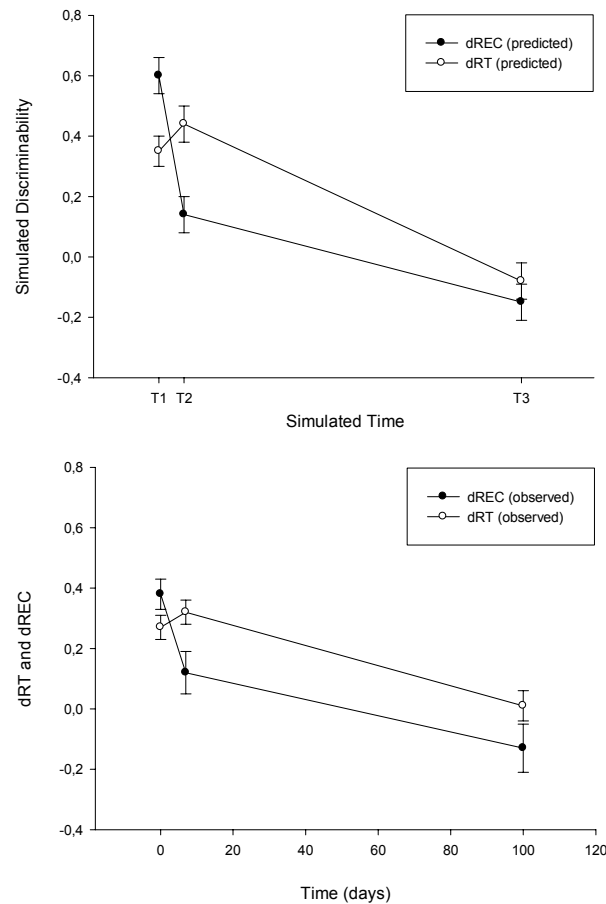 dREC (predicted)
dRT (predicted)
Simulated Discriminability
0,8
0,6
0,4
0,2
0,0
-0,2
-0,4
T1 T2 T3
Simulated Time
dREC (observed)
dRT (observed)
dRT and dREC
0,8
0,6
0,4
0,2
0,0
-0,2
-0,4
0 20 40 60 80 100 120
Time (days)